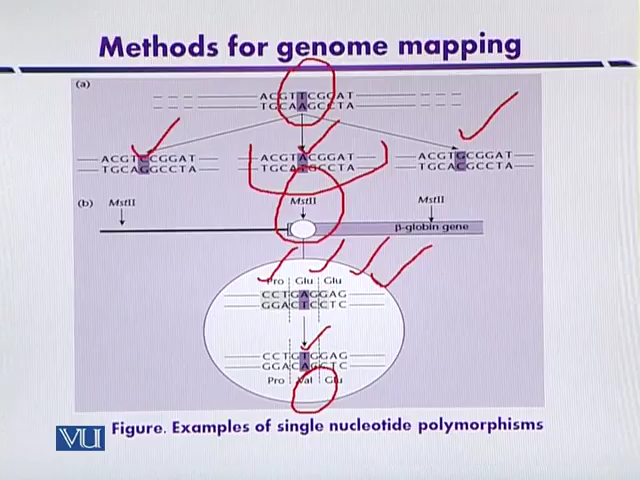 Methods for genome mapping
(a)
ACGTTCGGAT
TGCAAGCCTA
ACGTCCGGAT
TGCAGGCCTA
ACGTACGGAT
TGCATGCCTA
ACGTGCGGAT
TGCACGCCTA
(b)
MstII
MstII
MstII
β-globin gene
Pro Glu Glu
CCTGAGGAG
GGACTCCTC
CCTGTGGAG
GGACACCTC
Pro Val Glu
VU
Figure. Examples of single nucleotide polymorphisms